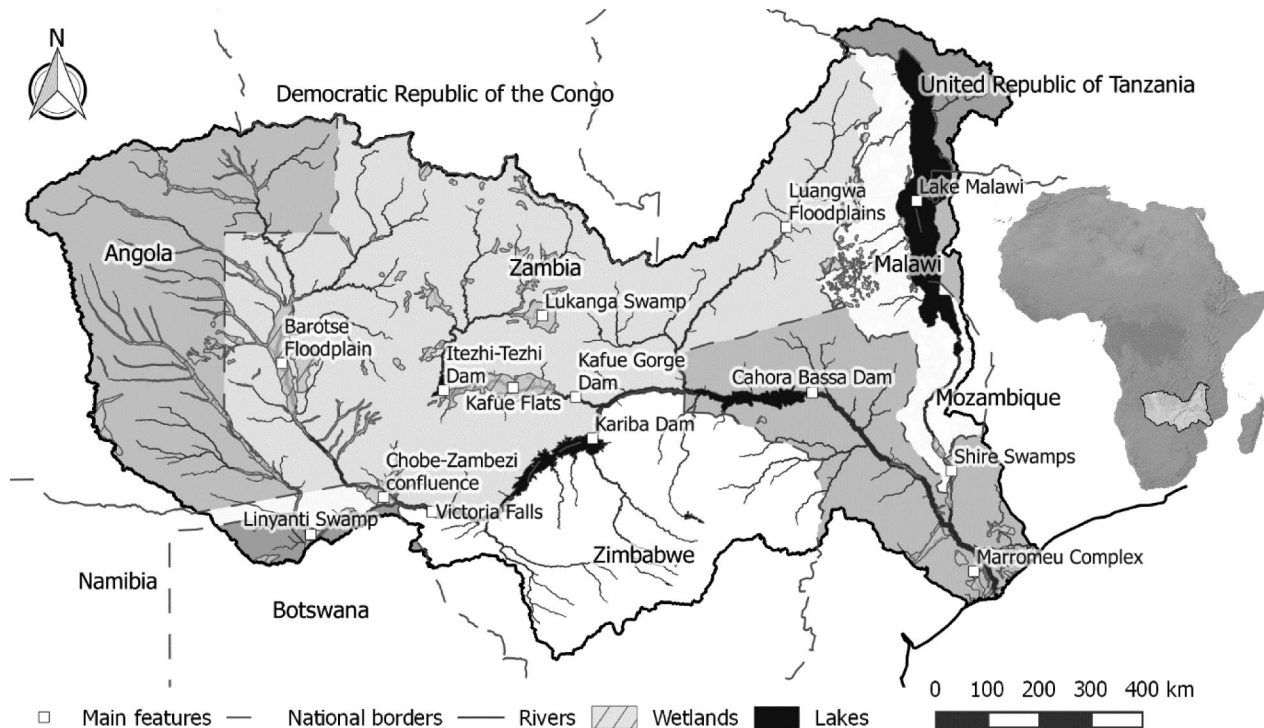 N
Democratic Republic of the Congo
United Republic of Tanzania
Luangwa
Floodplains
Lake Malawi
Angola
Zambia
Malawi
Lukanga Swamp
Barotse
Floodplain
Itezhi-Tezhi
Dam
Kafue Gorge
Dam
Cahora Bassa Dam
Kafue Flats
Mozambique
Kariba Dam
Chobe-Zambezi
confluence
Shire Swamps
Linyanti Swamp
Victoria Falls
Zimbabwe
Marromeu Complex
Namibia
Botswana
0 100 200 300 400 km
Main features National borders Rivers Wetlands Lakes